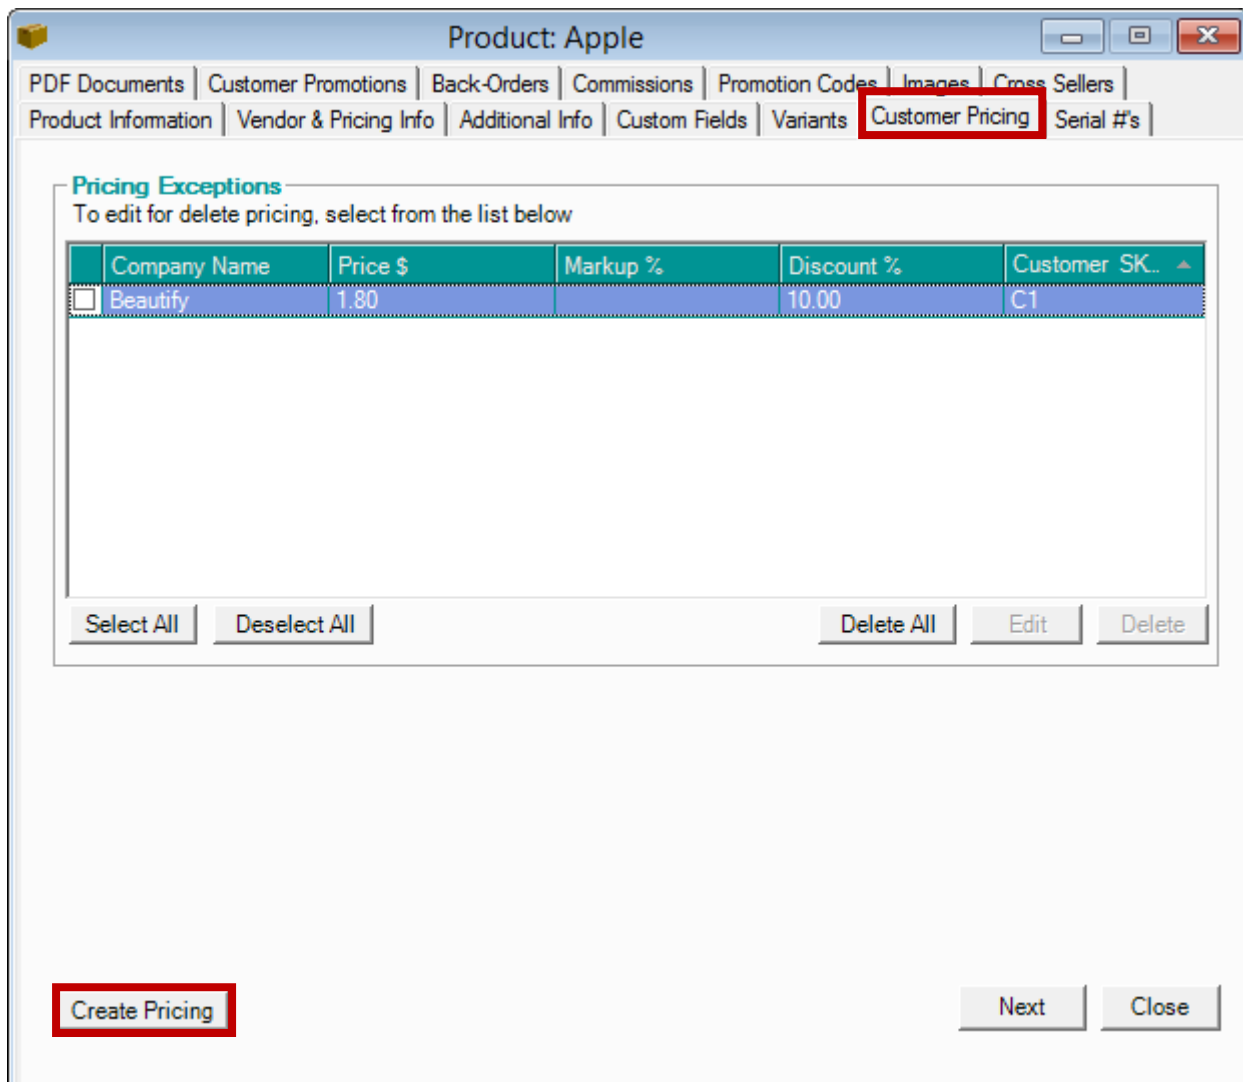 Product: Apple
PDF Documents Customer Promotions Back-Orders Commissions Promotion Codes Images Cross Sellers
Product Information Vendor & Pricing Info Additional Info Custom Fields Variants Customer Pricing Serial #'s
Pricing Exceptions
To edit for delete pricing, select from the list below
Company Name Price $ Markup % Discount % Customer SK..
Beautify 1.80 10.00 C1
Select All Deselect All Delete All Edit Delete
Create Pricing Next Close